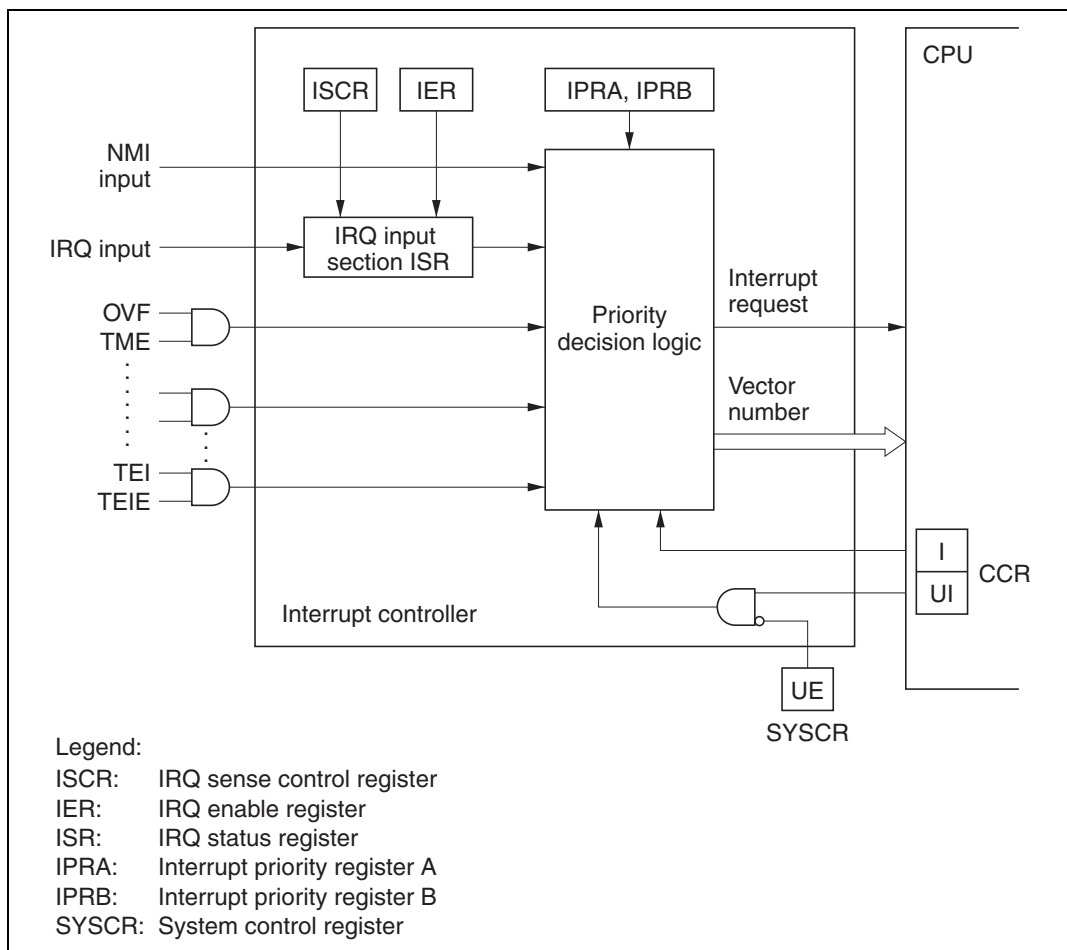 CPU
ISCR
IER
IPRA, IPRB
NMI
input
IRQ input
IRQ input
section ISR
OVF
TME
Priority
decision logic
Interrupt
request
Vector
number
TEI
TEIE
I
UI
CCR
Interrupt controller
UE
SYSCR
Legend:
ISCR: IRQ sense control register
IER: IRQ enable register
ISR: IRQ status register
IPRA: Interrupt priority register A
IPRB: Interrupt priority register B
SYSCR: System control register